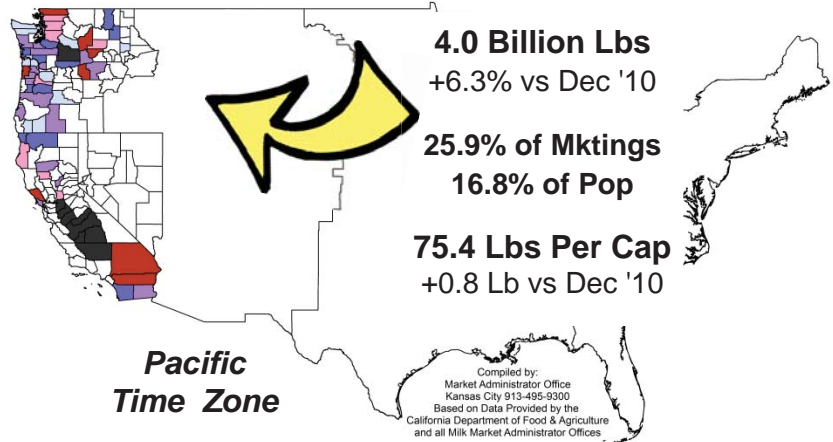 4.0 Billion Lbs
+6.3% vs Dec '10
25.9% of Mktings
16.8% of Pop
75.4 Lbs Per Cap
+0.8 Lb vs Dec '10
Pacific
Time Zone
Compiled by:
Market Administrator Office
Kansas City 913-495-9300
Based on Data Provided by the
California Department of Food & Agriculture
and all Milk Market Administrator Offices